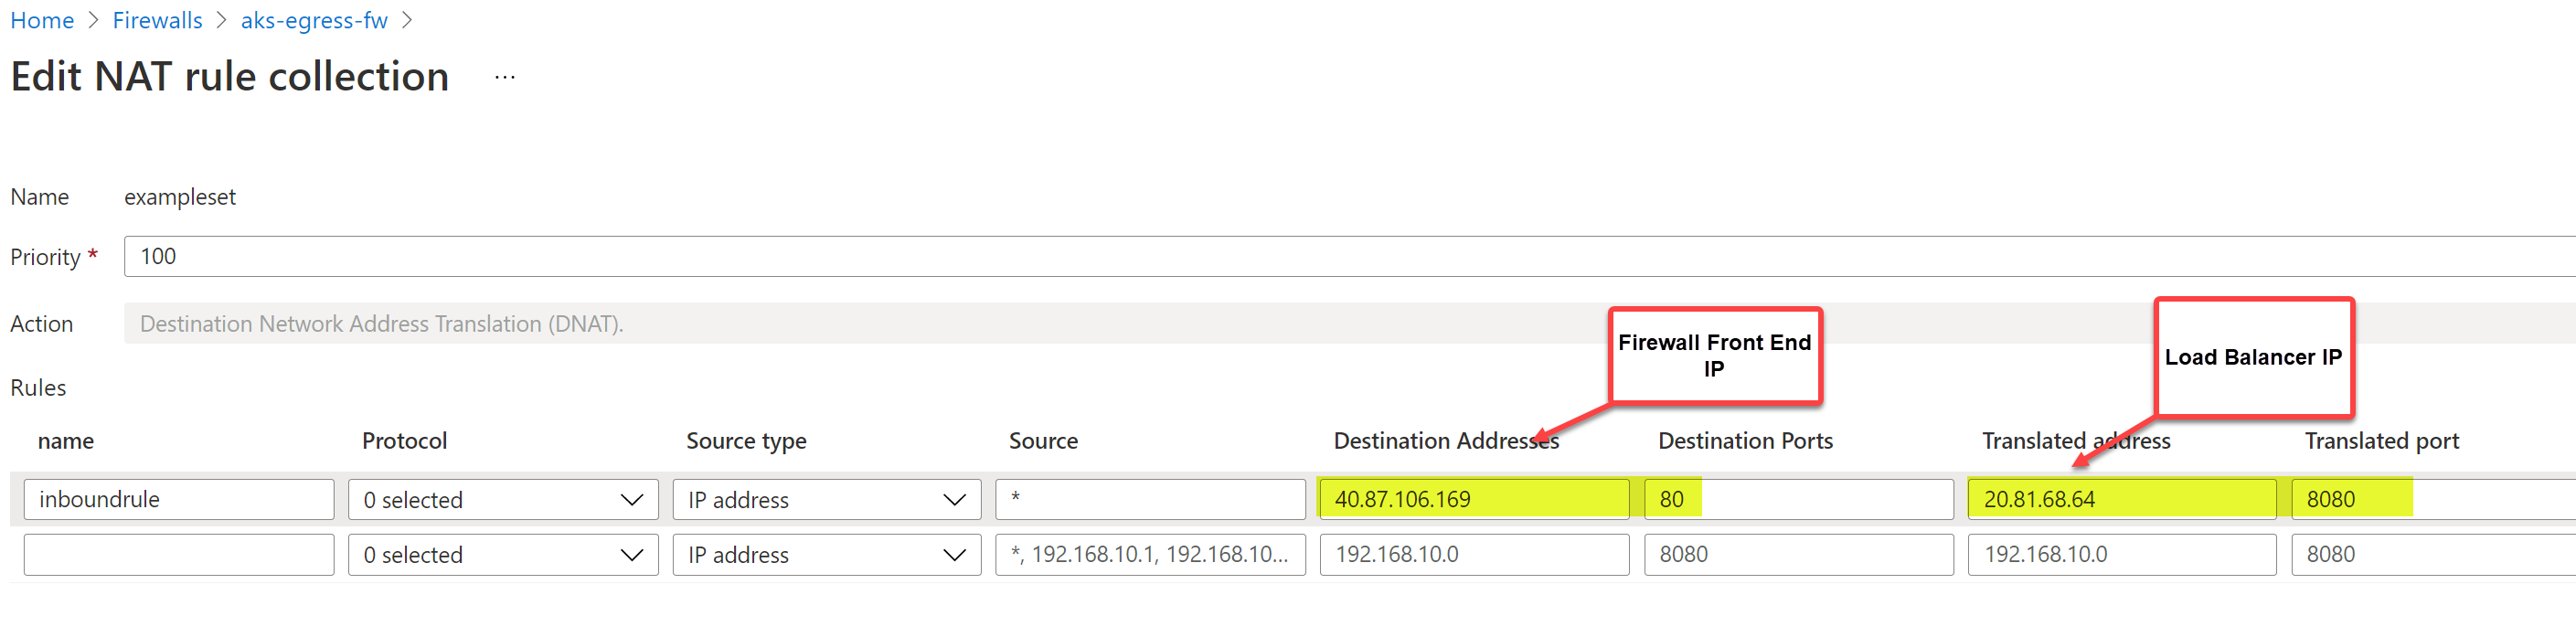 Home > Firewalls > aks-egress-fw >
Edit NAT rule collection ...
Name exampleset
Priority * 100
Action Destination Network Address Translation (DNAT).
Firewall Front End
IP
Load Balancer IP
Rules
name Protocol Source type Source Destination Addresses Destination Ports Translated address Translated port
inboundrule 0 selected IP address * 40.87.106.169 80 20.81.68.64 8080
0 selected IP address *, 192.168.10.1, 192.168.10... 192.168.10.0 8080 192.168.10.0 8080